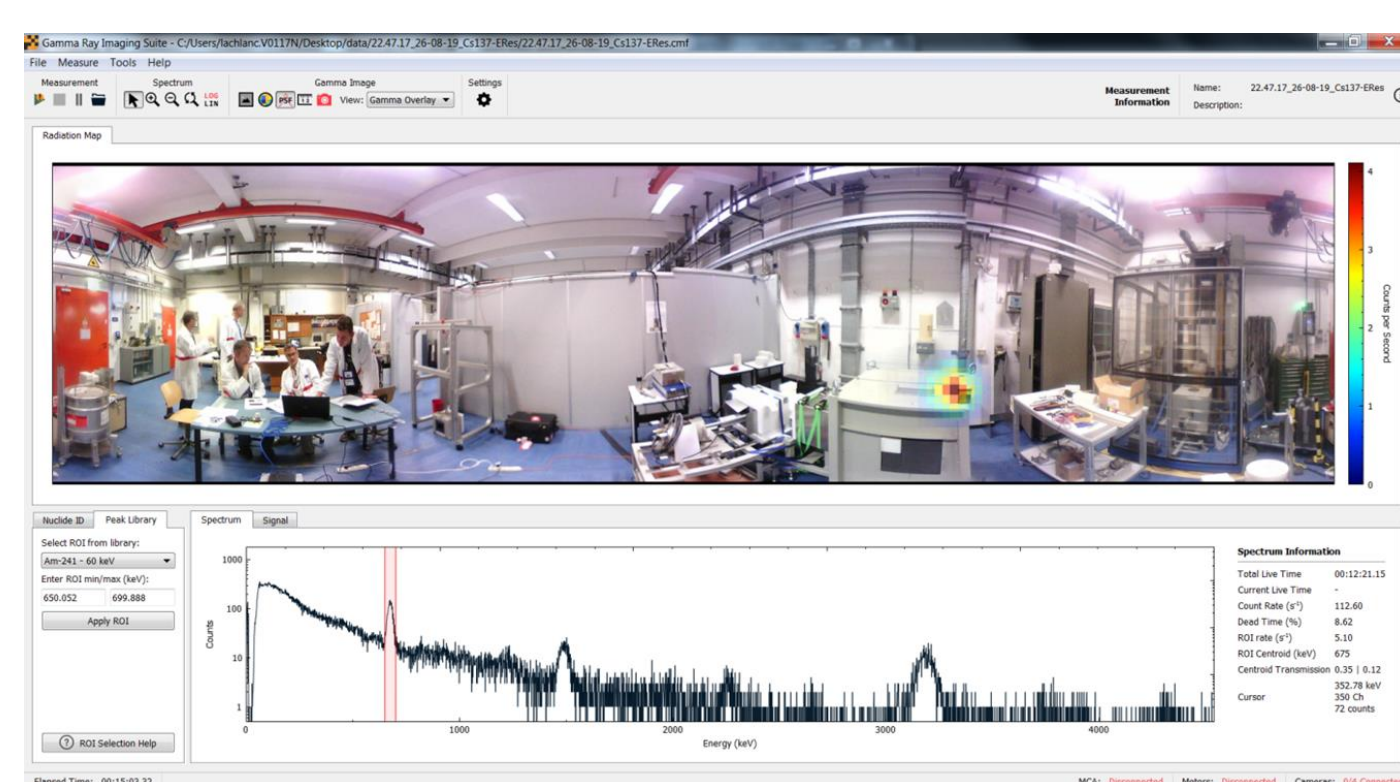 Gamma Ray Imaging Suite - C:/Users/lachlanc.V0117N/Desktop/data/22.47.17_26-08-19_Cs137-ERes/22.47.17_26-08-19_Cs137-ERes.cmf
File Measure Tools Help
Measurement Spectrum Gamma Image Settings
LOG
LIN
PSF
View: Gamma Overlay
Measurement
Information
Name: 22.47.17_26-08-19_Cs137-ERes
Description:
Radiation Map
4
3
2
1
0
Counts per Second
Nuclide ID Peak Library
Select ROI from library:
Am-241 - 60 keV
Enter ROI min/max (keV):
650.052 699.888
Apply ROI
ROI Selection Help
Spectrum Signal
1000
100
10
1
Counts
0 1000 2000 3000 4000
Energy (keV)
Spectrum Information
Total Live Time 00:12:21.15
Current Live Time -
Count Rate (s⁻¹) 112.60
Dead Time (%) 8.62
ROI rate (s⁻¹) 5.10
ROI Centroid (keV) 675
Centroid Transmission 0.35 | 0.12
Cursor 352.78 keV
350 Ch
72 counts
Elapsed Time: 00:15:03.32
MCA: Disconnected Motors: Disconnected Cameras: 0/4